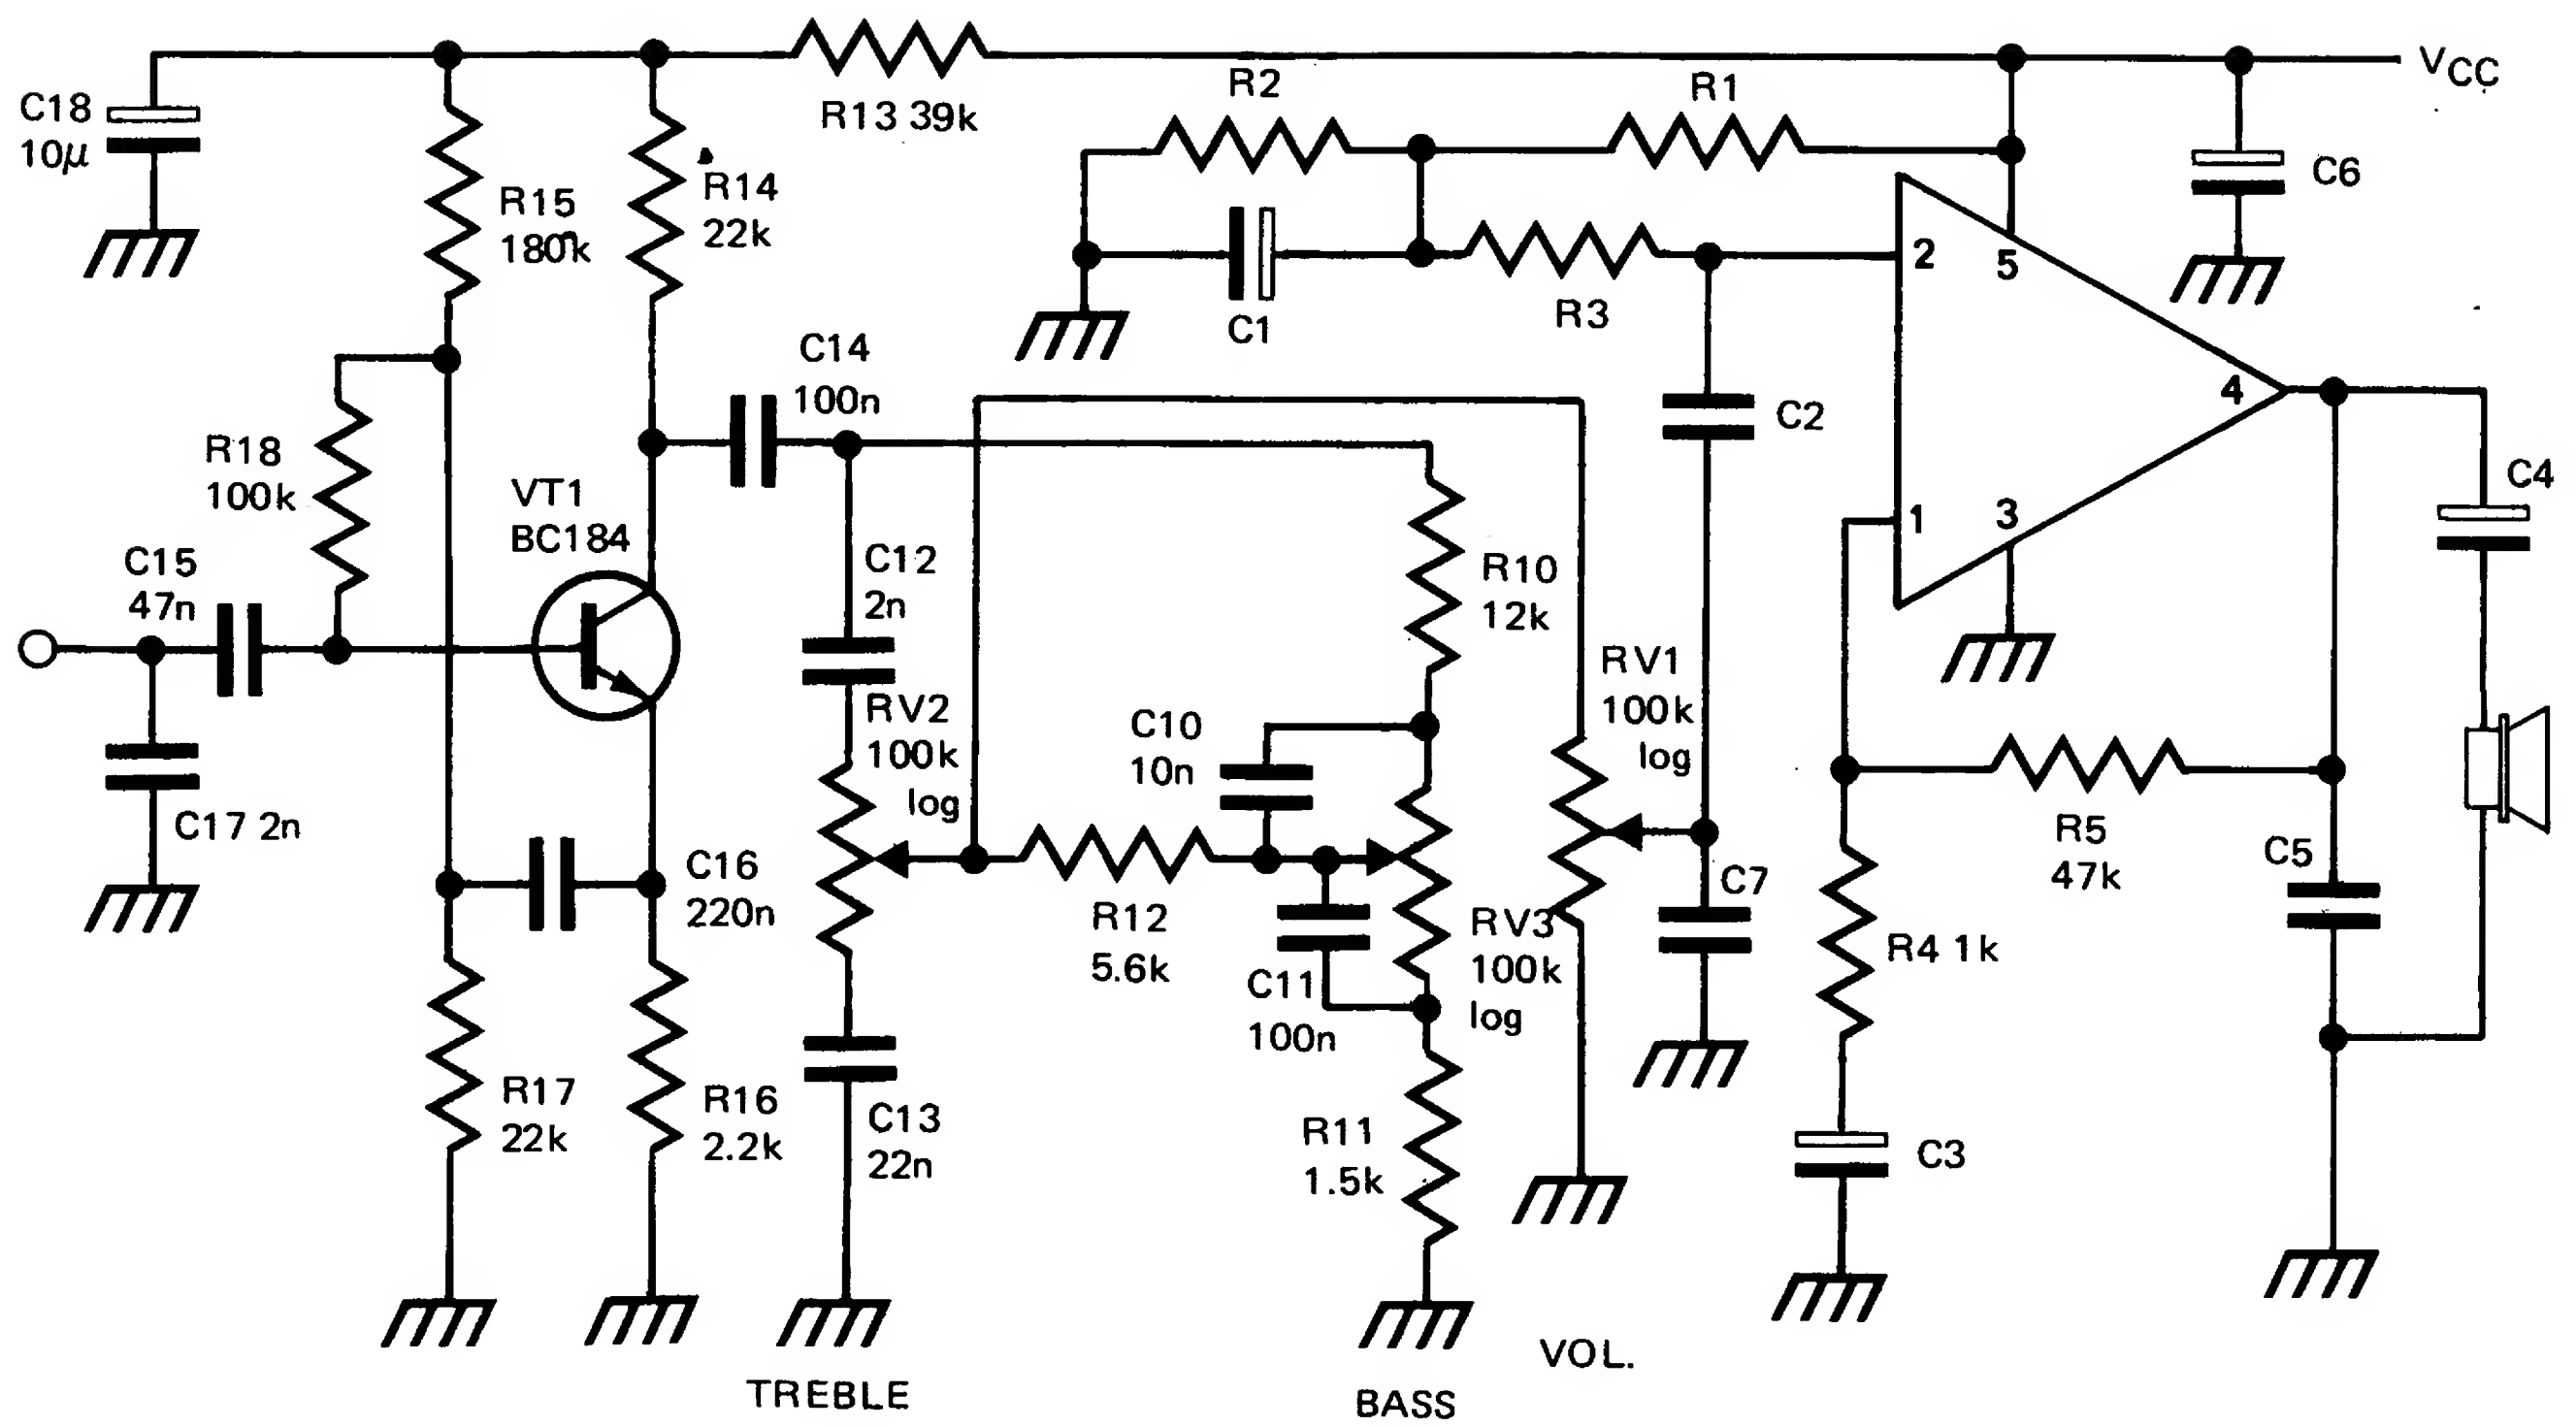 VCC
R2
R1
C18
10µ
R13 39k
C6
R15
180k
R14
22k
2
5
R3
C1
C14
100n
4
C2
R18
100k
VT1
BC184
1
3
C4
C15
47n
C12
2n
R10
12k
RV1
100k
log
RV2
100k
log
C10
10n
C17 2n
R5
47k
C16
220n
C5
C7
R12
5.6k
RV3
100k
log
R4 1k
C11
100n
R17
22k
R16
2.2k
C13
22n
R11
1.5k
C3
VOL.
TREBLE
BASS